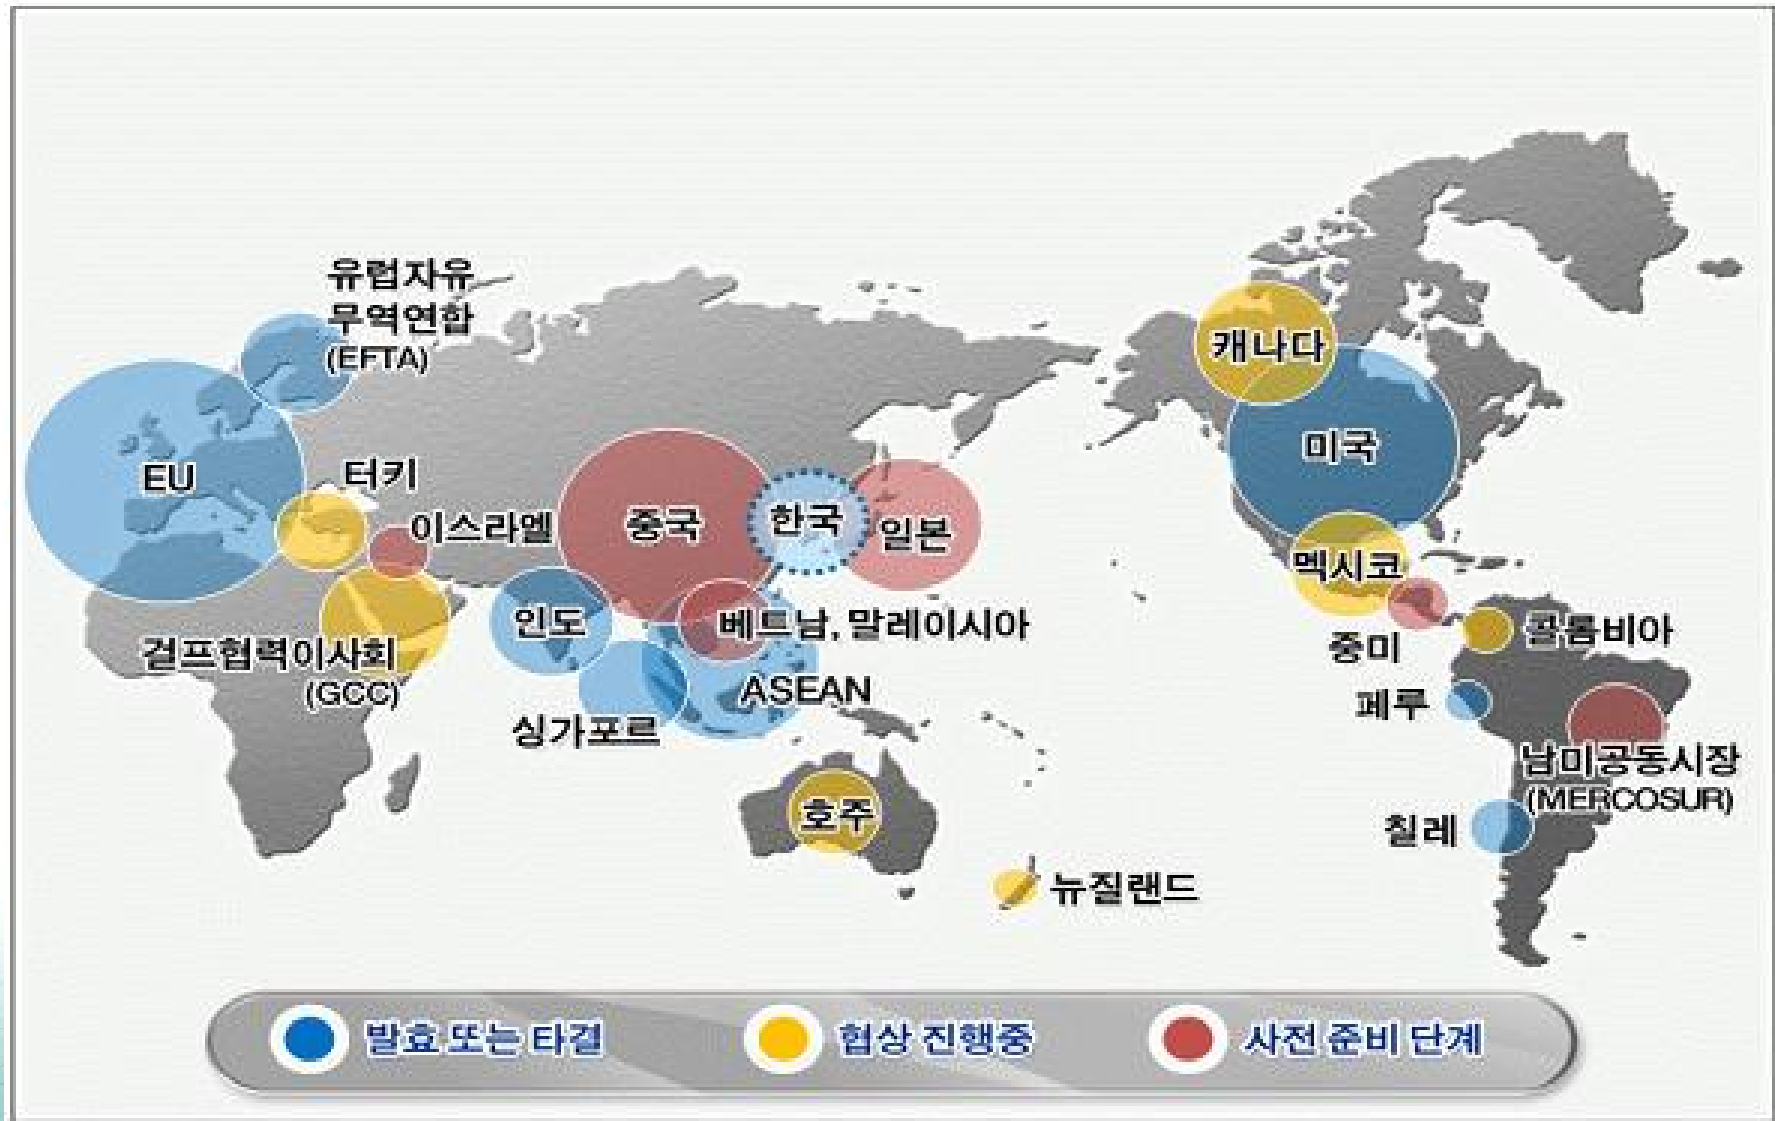 유럽자유
무역연합
(EFTA)
캐나다
미국
EU
터키
이스라엘
중국
한국
일본
멕시코
인도
베트남, 말레이시아
걸프협력이사회
(GCC)
중미
콜롬비아
ASEAN
싱가포르
페루
남미공동시장
(MERCOSUR)
호주
칠레
뉴질랜드
발효 또는 타결
협상 진행중
사전 준비 단계